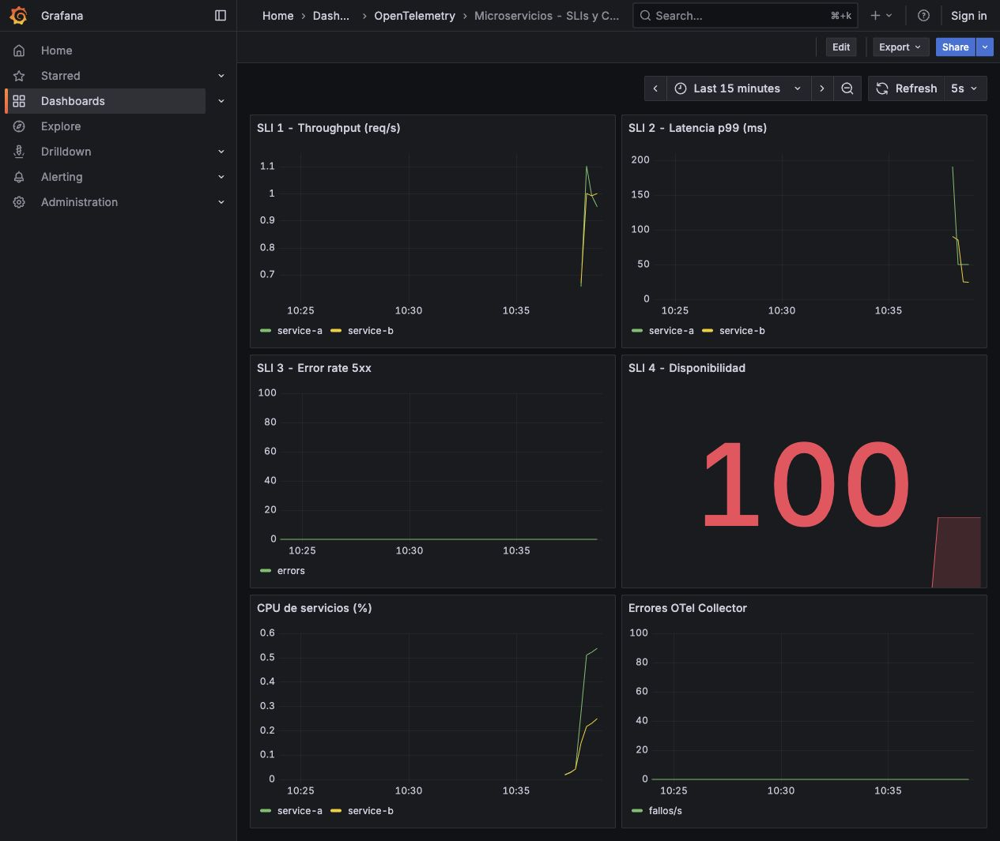 Grafana
Home
Starred
Dashboards
Explore
Drilldown
Alerting
Administration
Home › Dash... › OpenTelemetry › Microservicios - SLIs y C...
Search... ⌘+k
Sign in
Edit Export Share
Last 15 minutes Refresh 5s
SLI 1 - Throughput (req/s)
1.1
1
0.9
0.8
0.7
10:25 10:30 10:35
service-a service-b
SLI 2 - Latencia p99 (ms)
200
150
100
50
0
10:25 10:30 10:35
service-a service-b
SLI 3 - Error rate 5xx
100
80
60
40
20
0
10:25 10:30 10:35
errors
SLI 4 - Disponibilidad
100
CPU de servicios (%)
0.6
0.5
0.4
0.3
0.2
0.1
0
10:25 10:30 10:35
service-a service-b
Errores OTel Collector
100
80
60
40
20
0
10:25 10:30 10:35
fallos/s